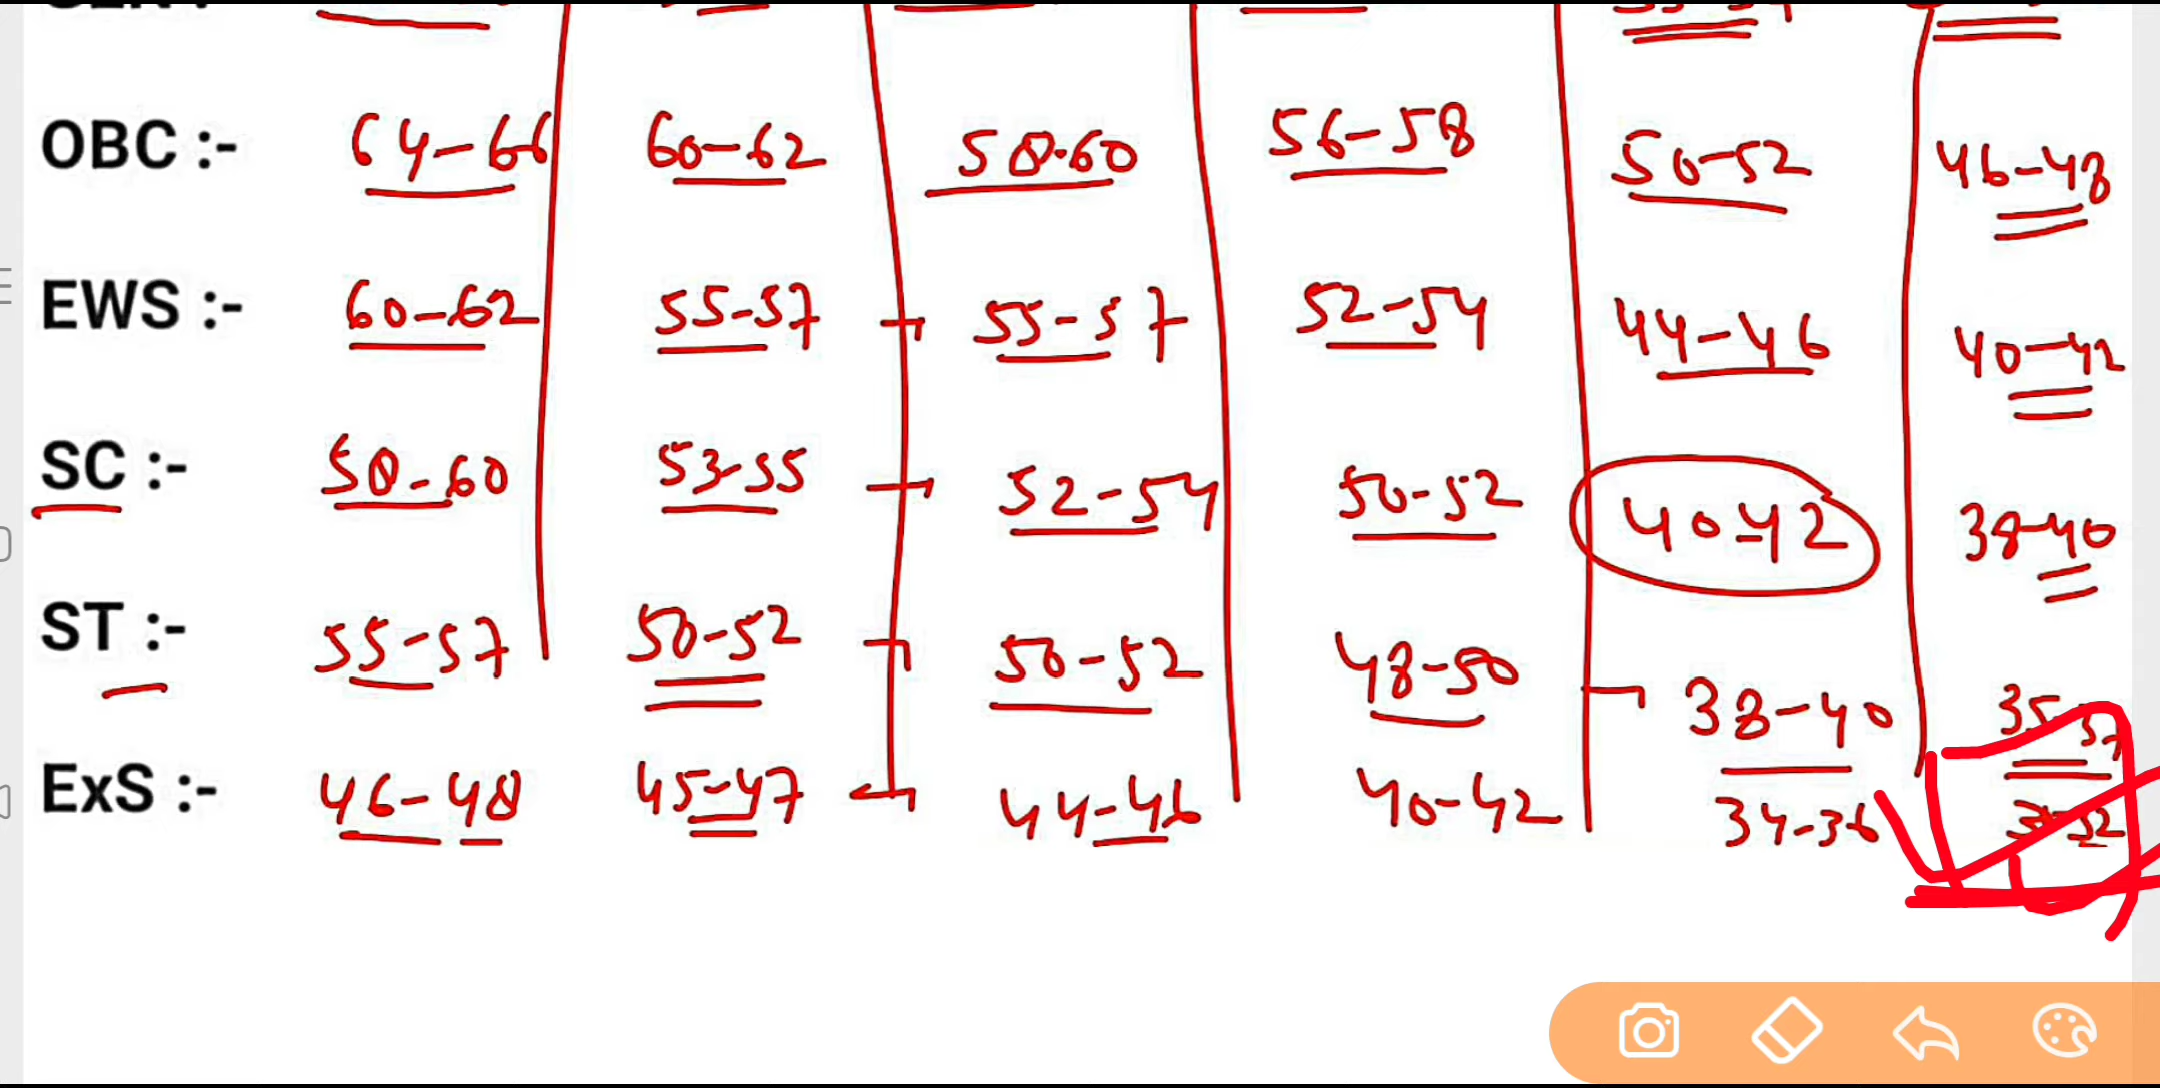 OBC :- 64-66 60-62 58-60 56-58 50-52 46-48
EWS :- 60-62 55-57 55-57 52-54 44-46 40-42
SC :- 58-60 53-55 52-54 50-52 40-42 38-40
ST :- 55-57 50-52 50-52 48-50 38-40 35-37
ExS :- 46-48 45-47 44-46 40-42 34-36